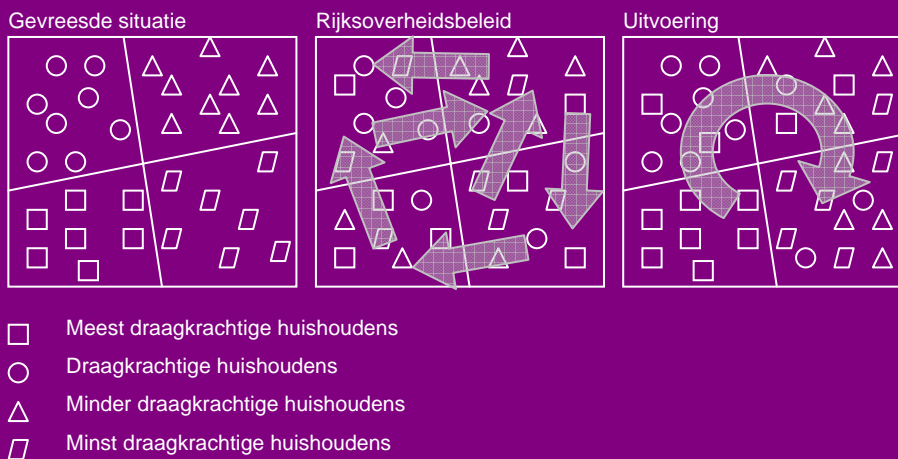 Gevreesde situatie
Rijksoverheidsbeleid
Uitvoering
Meest draagkrachtige huishoudens
Draagkrachtige huishoudens
Minder draagkrachtige huishoudens
Minst draagkrachtige huishoudens